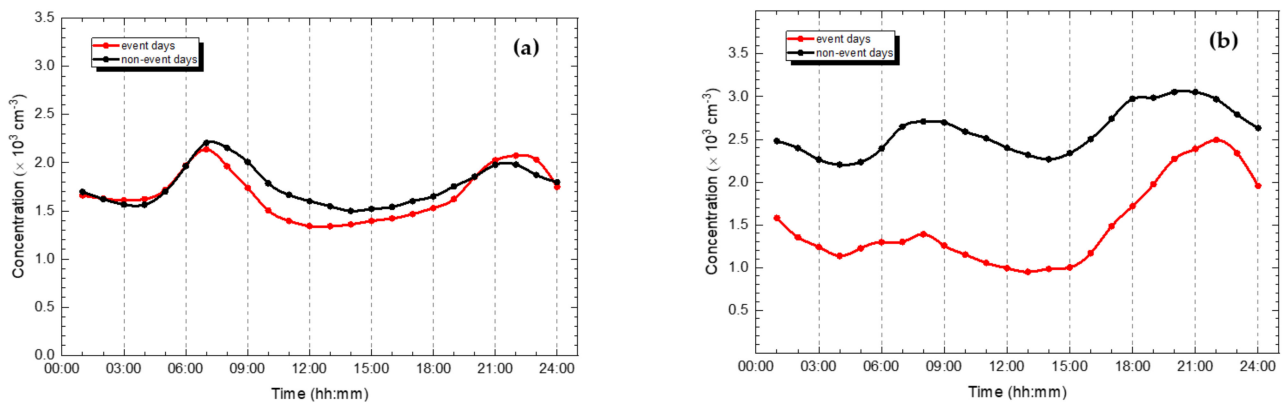 (a)
event days
non-event days
3.5
3.0
2.5
2.0
1.5
1.0
0.5
0.0
Concentration (× 10³ cm⁻³)
00:00 03:00 06:00 09:00 12:00 15:00 18:00 21:00 24:00
Time (hh:mm)
(b)
event days
non-event days
3.5
3.0
2.5
2.0
1.5
1.0
0.5
Concentration (× 10³ cm⁻³)
00:00 03:00 06:00 09:00 12:00 15:00 18:00 21:00 24:00
Time (hh:mm)